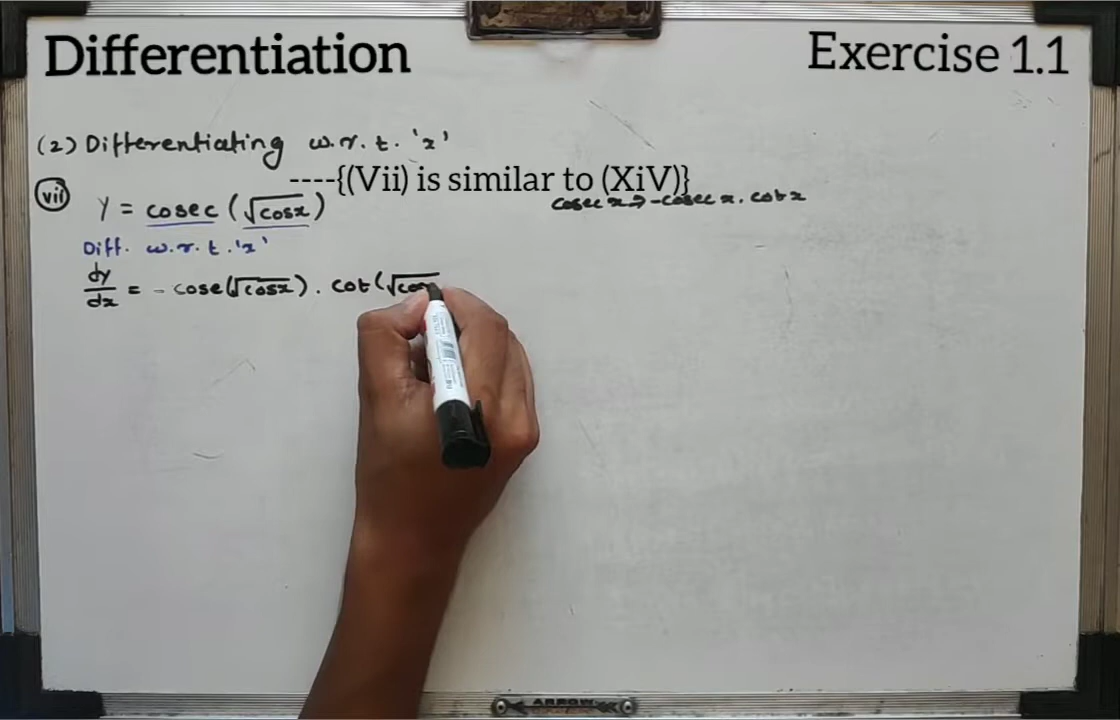 Differentiation Exercise 1.1
(2) Differentiating w.r.t. 'x'
----{(Vii) is similar to (XiV)}
(vii) y = cosec (√cosx) cosec x → -cosec x . cot x
Diff. w.r.t. 'x'
dy/dx = - cose(√cosx) . cot(√cos
ARROW